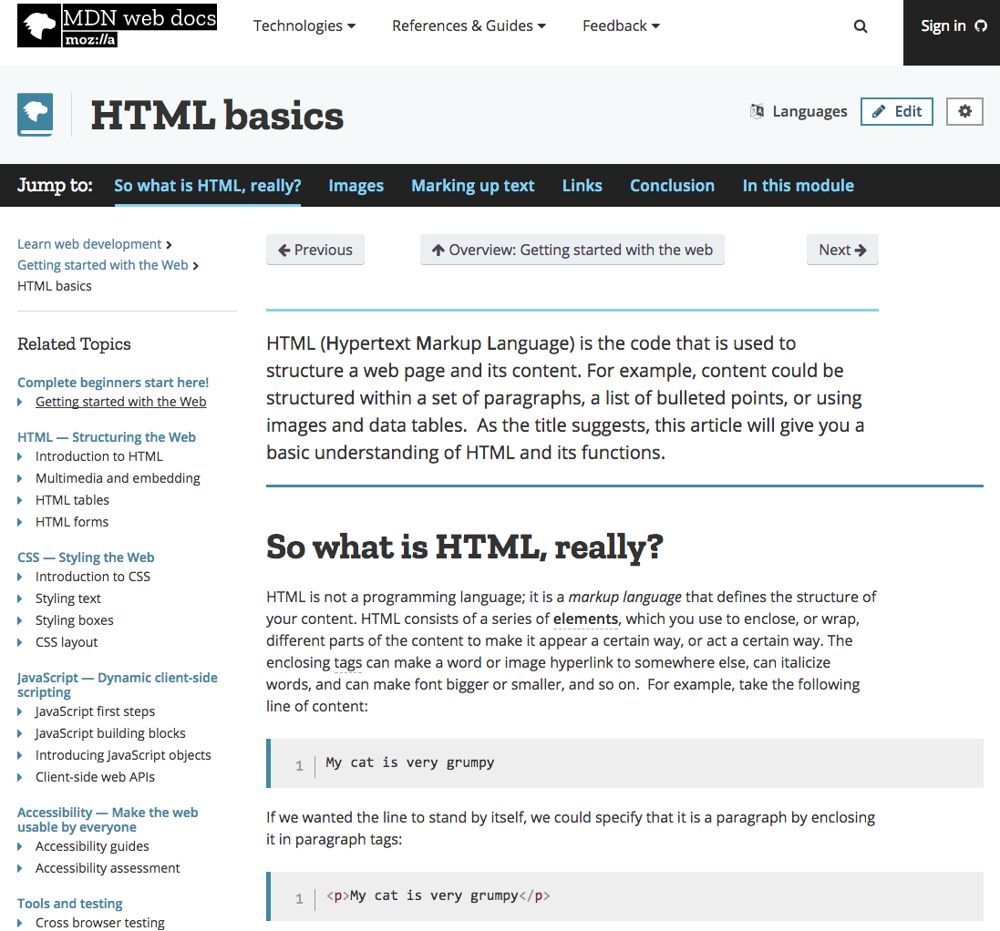 MDN web docs
moz://a
Technologies
References & Guides
Feedback
Sign in
HTML basics
Languages
Edit
Jump to:
So what is HTML, really?
Images
Marking up text
Links
Conclusion
In this module
Learn web development
Getting started with the Web
HTML basics
Related Topics
Complete beginners start here!
Getting started with the Web
HTML — Structuring the Web
Introduction to HTML
Multimedia and embedding
HTML tables
HTML forms
CSS — Styling the Web
Introduction to CSS
Styling text
Styling boxes
CSS layout
JavaScript — Dynamic client-side
scripting
JavaScript first steps
JavaScript building blocks
Introducing JavaScript objects
Client-side web APIs
Accessibility — Make the web
usable by everyone
Accessibility guides
Accessibility assessment
Tools and testing
Cross browser testing
Previous
Overview: Getting started with the web
Next
HTML (Hypertext Markup Language) is the code that is used to
structure a web page and its content. For example, content could be
structured within a set of paragraphs, a list of bulleted points, or using
images and data tables.  As the title suggests, this article will give you a
basic understanding of HTML and its functions.
So what is HTML, really?
HTML is not a programming language; it is a markup language that defines the structure of
your content. HTML consists of a series of elements, which you use to enclose, or wrap,
different parts of the content to make it appear a certain way, or act a certain way. The
enclosing tags can make a word or image hyperlink to somewhere else, can italicize
words, and can make font bigger or smaller, and so on.  For example, take the following
line of content:
1 My cat is very grumpy
If we wanted the line to stand by itself, we could specify that it is a paragraph by enclosing
it in paragraph tags:
1 <p>My cat is very grumpy</p>